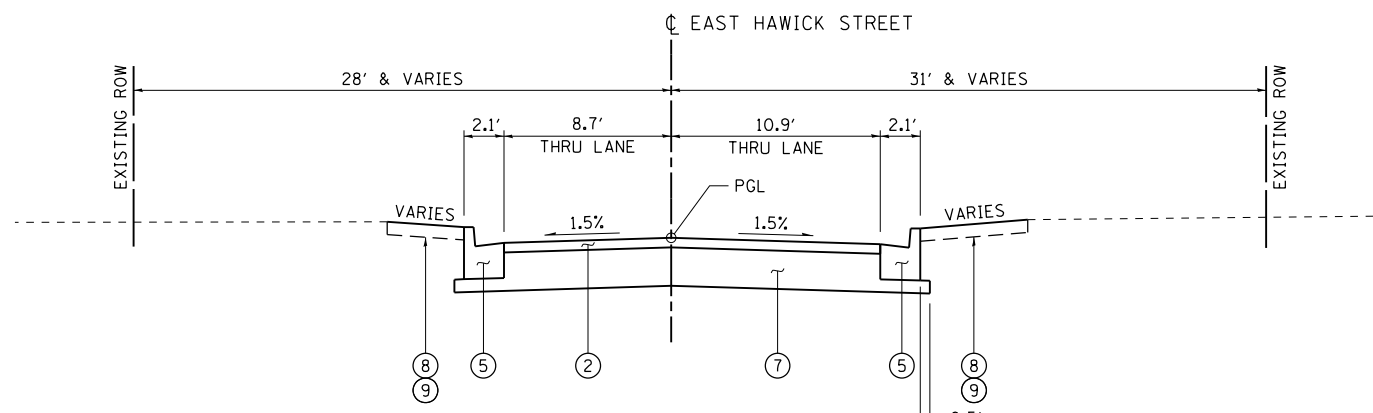 ℄ EAST HAWICK STREET
28' & VARIES
31' & VARIES
EXISTING ROW
EXISTING ROW
2.1'
8.7'
10.9'
2.1'
THRU LANE
THRU LANE
PGL
VARIES
1.5%
1.5%
VARIES
8
5
2
7
5
8
9
9